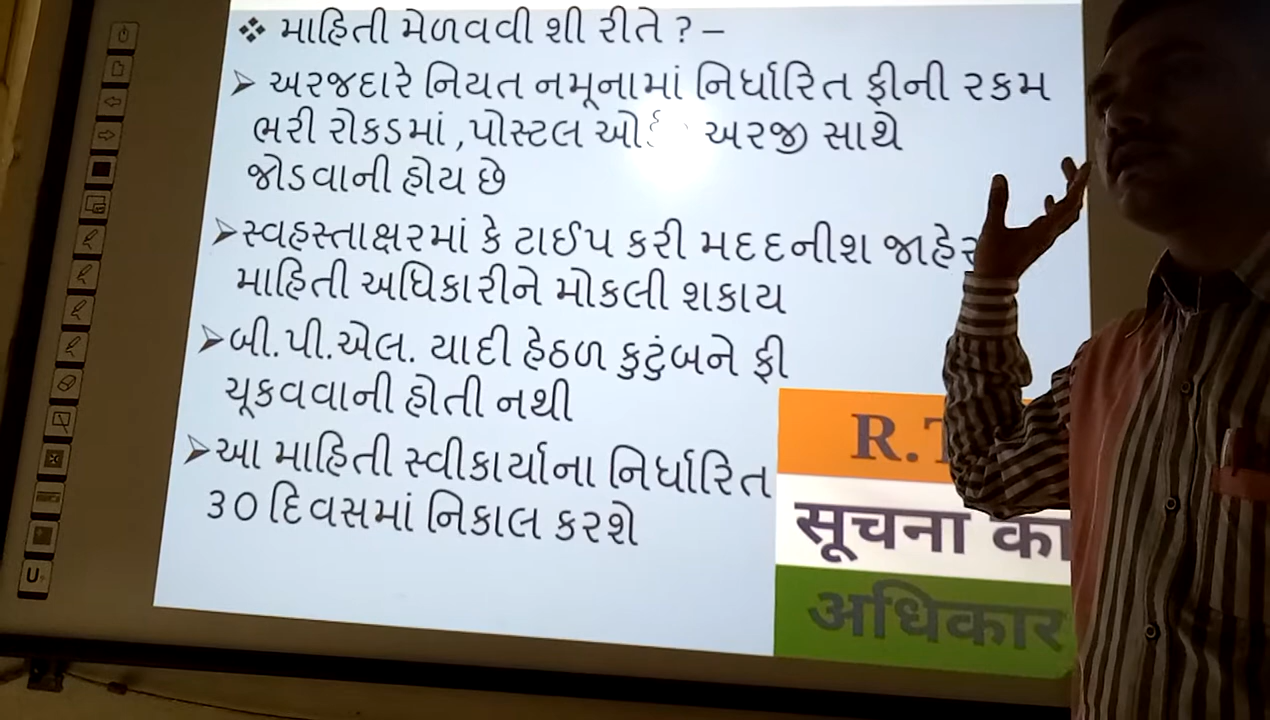 ❖ માહિતી મેળવવી શી રીતે ? –
➢ અરજદારે નિયત નમૂનામાં નિર્ધારિત ફીની રકમ
ભરી રોકડમાં ,પોસ્ટલ અરજી સાથે
જોડવાની હોય છે
➢ સ્વહસ્તાક્ષરમાં કે ટાઈપ કરી મદદનીશ જાહેર
માહિતી અધિકારીને મોકલી શકાય
➢ બી.પી.એલ. યાદી હેઠળ કુટુંબને ફી
ચૂકવવાની હોતી નથી
➢ આ માહિતી સ્વીકાર્યાના નિર્ધારિત
૩૦ દિવસમાં નિકાલ કરશે
R.T
सूचना का
अधिकार